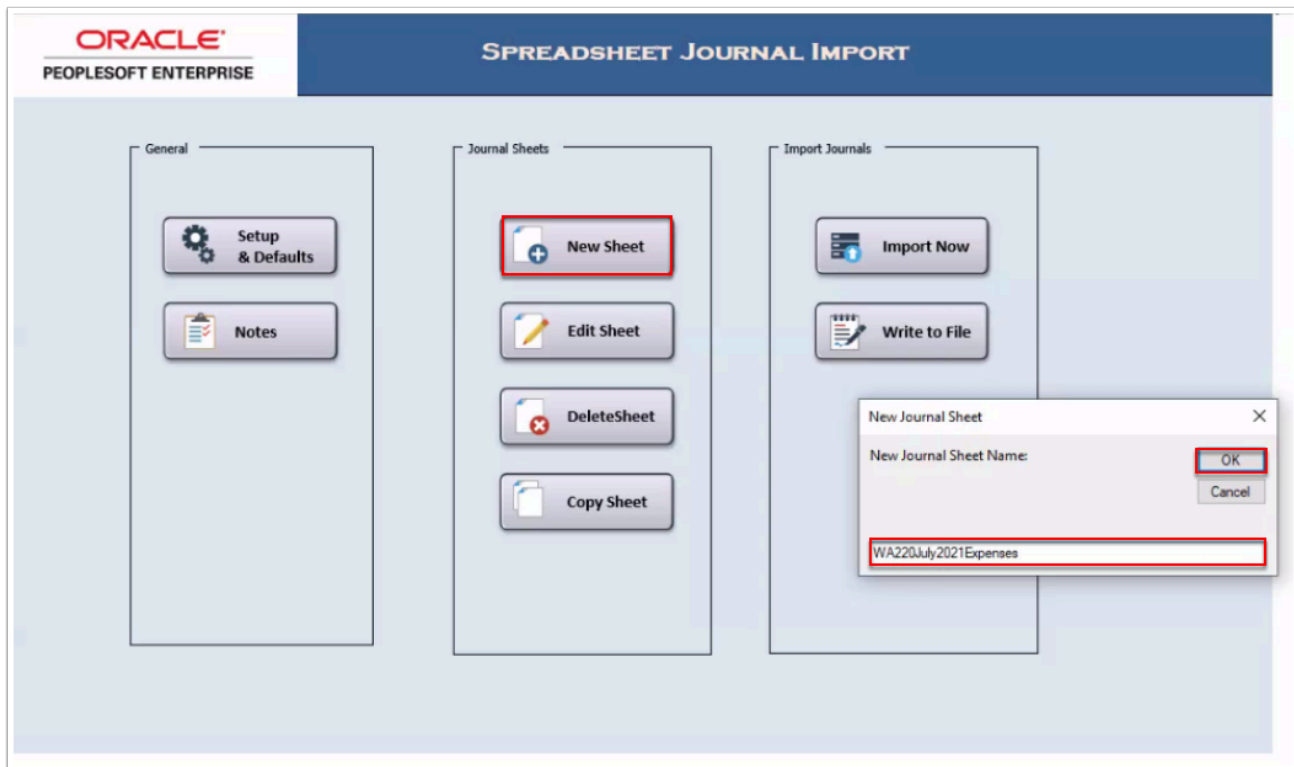 ORACLE'
PEOPLESOFT ENTERPRISE
SPREADSHEET JOURNAL IMPORT
General
Setup
& Defaults
Notes
Journal Sheets
New Sheet
Edit Sheet
DeleteSheet
Copy Sheet
Import Journals
Import Now
Write to File
New Journal Sheet
New Journal Sheet Name:
OK
Cancel
WA220July2021Expenses